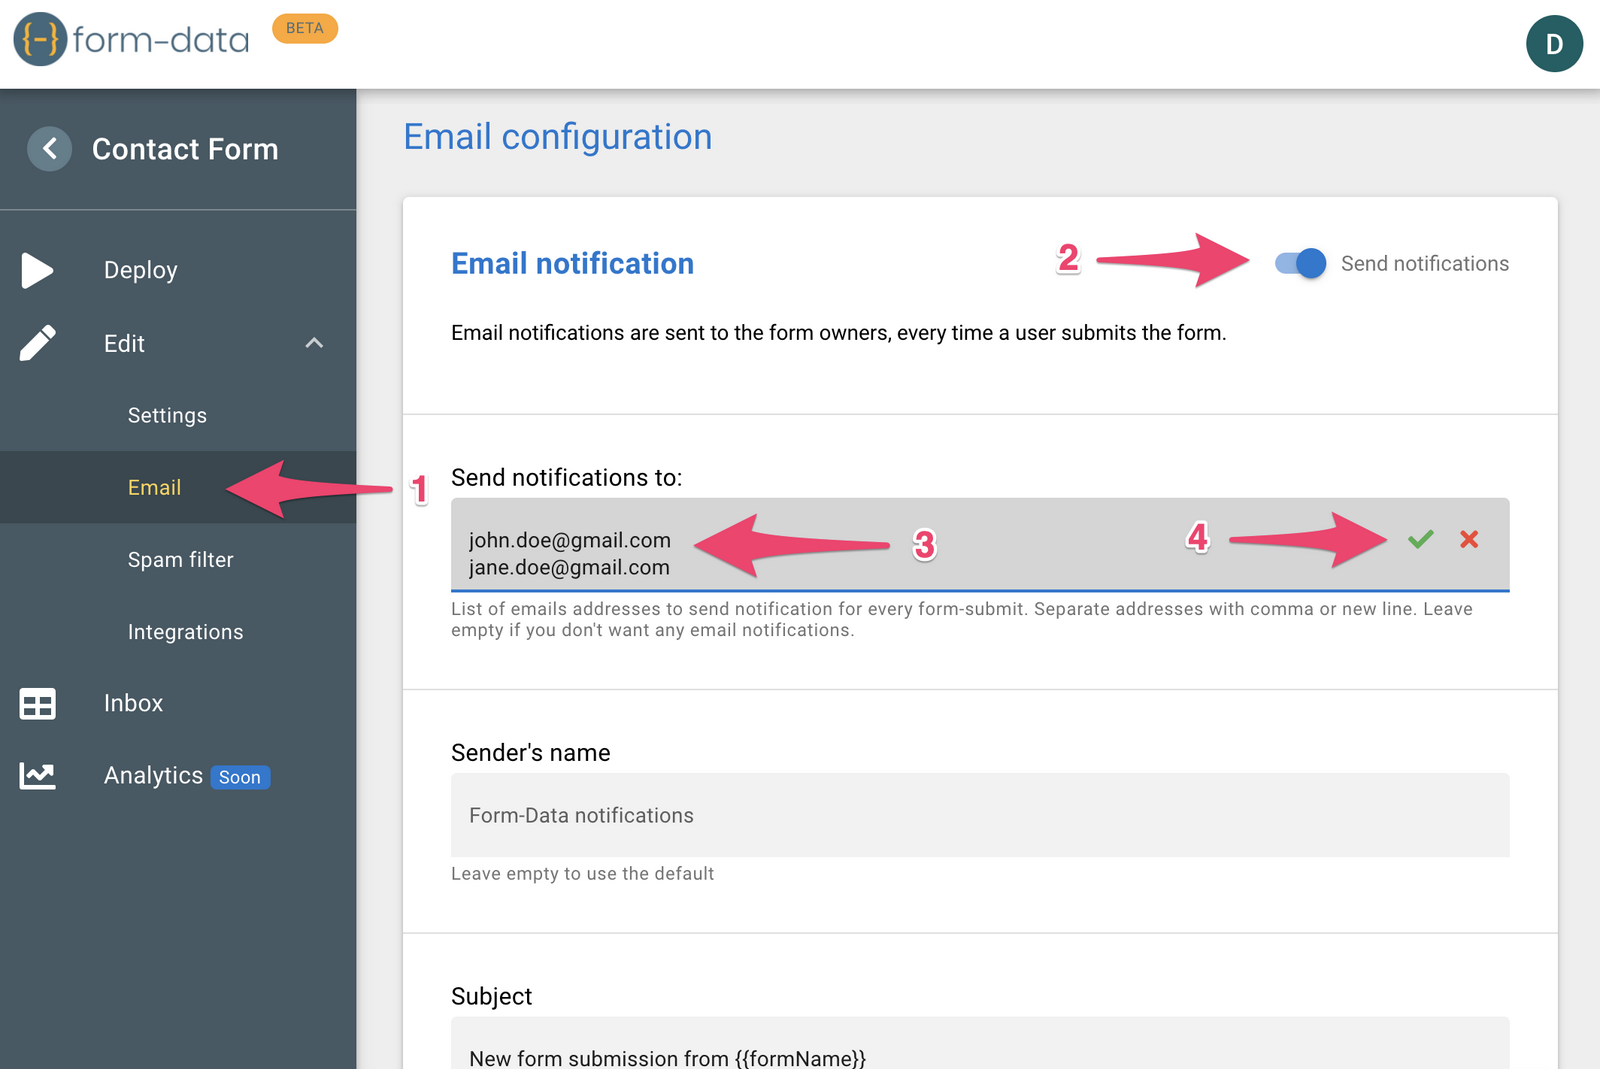 {-} form-data
BETA
D
Contact Form
Deploy
Edit
Settings
Email
Spam filter
Integrations
Inbox
Analytics Soon
Email configuration
Email notification
2
Send notifications
Email notifications are sent to the form owners, every time a user submits the form.
1
Send notifications to:
john.doe@gmail.com
jane.doe@gmail.com
3
4
List of emails addresses to send notification for every form-submit. Separate addresses with comma or new line. Leave
empty if you don't want any email notifications.
Sender's name
Form-Data notifications
Leave empty to use the default
Subject
New form submission from {{formName}}